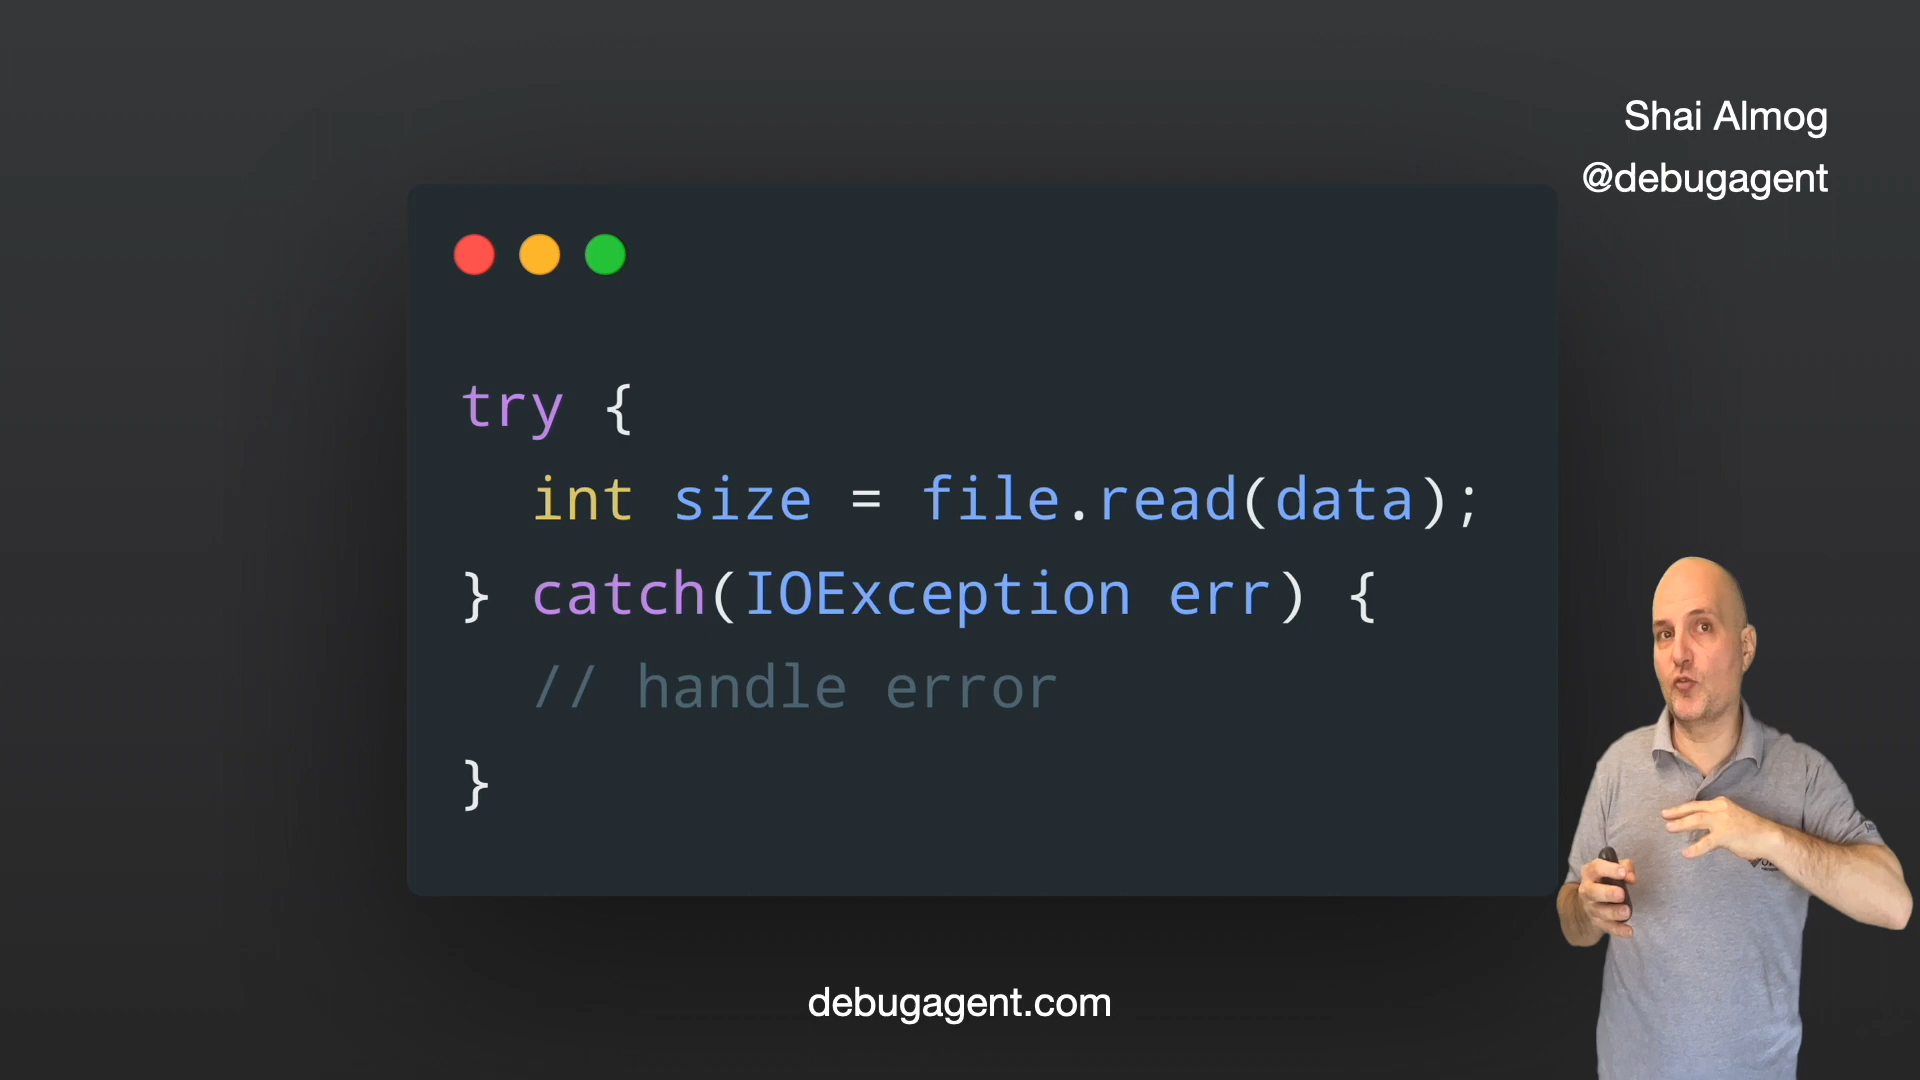 Shai Almog
@debugagent
try {
  int size = file.read(data);
} catch(IOException err) {
  // handle error
}
debugagent.com